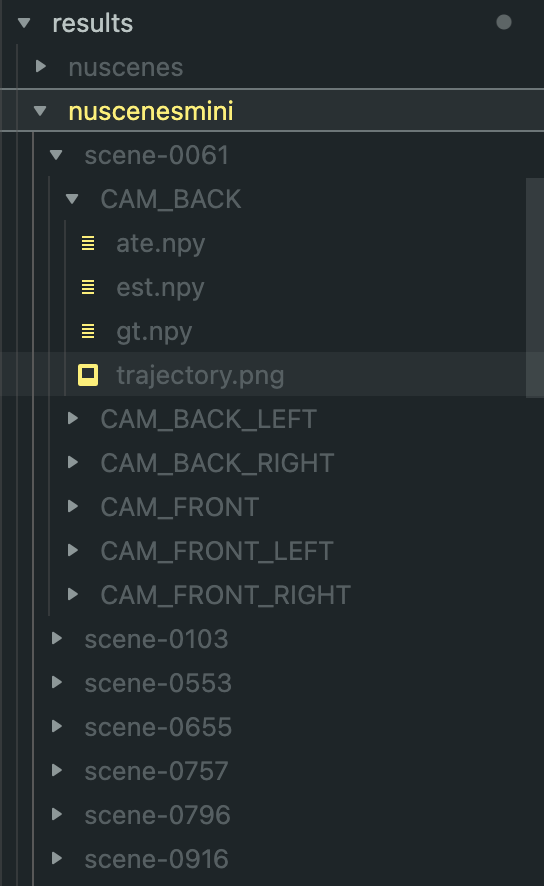 results
nuscenes
nuscenesmini
scene-0061
CAM_BACK
ate.npy
est.npy
gt.npy
trajectory.png
CAM_BACK_LEFT
CAM_BACK_RIGHT
CAM_FRONT
CAM_FRONT_LEFT
CAM_FRONT_RIGHT
scene-0103
scene-0553
scene-0655
scene-0757
scene-0796
scene-0916